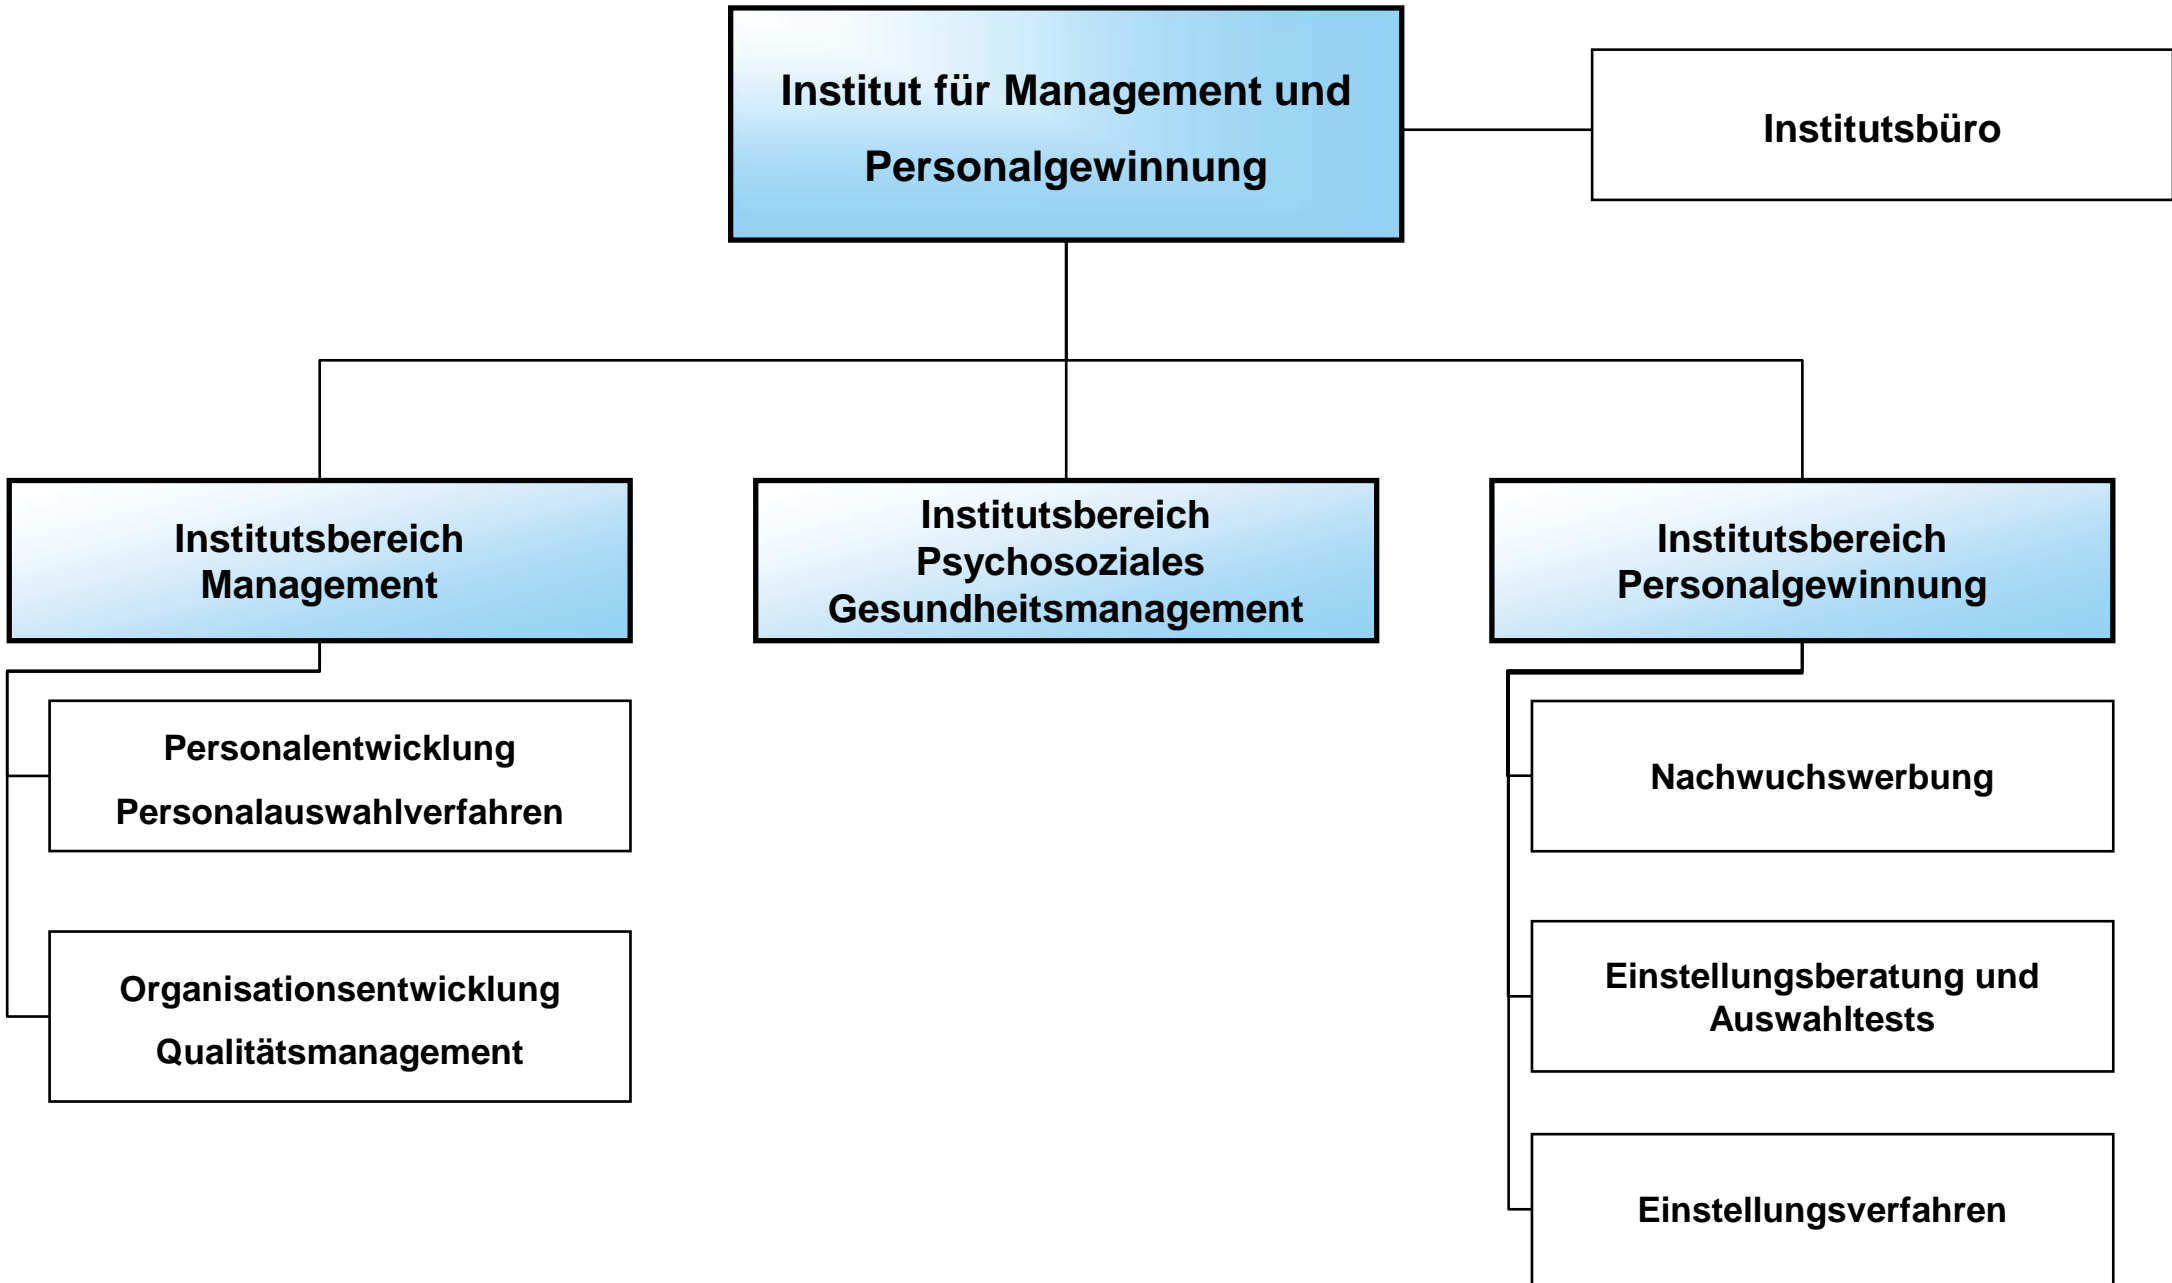 Institut für Management und
Personalgewinnung
Institutsbüro
Institutsbereich
Management
Institutsbereich
Psychosoziales
Gesundheitsmanagement
Institutsbereich
Personalgewinnung
Personalentwicklung
Personalauswahlverfahren
Organisationsentwicklung
Qualitätsmanagement
Nachwuchswerbung
Einstellungsberatung und
Auswahltests
Einstellungsverfahren